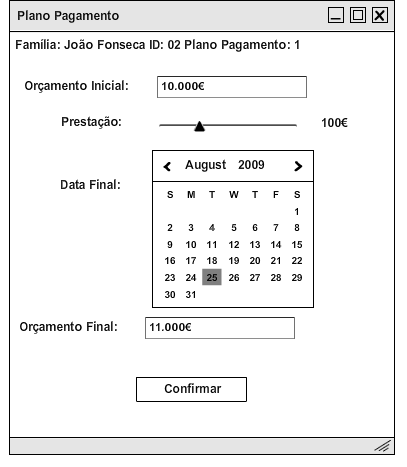 Plano Pagamento
Família: João Fonseca ID: 02 Plano Pagamento: 1
Orçamento Inicial: 10.000€
Prestação: 100€
August 2009
Data Final:
S M T W T F S
1
2 3 4 5 6 7 8
9 10 11 12 13 14 15
16 17 18 19 20 21 22
23 24 25 26 27 28 29
30 31
Orçamento Final: 11.000€
Confirmar